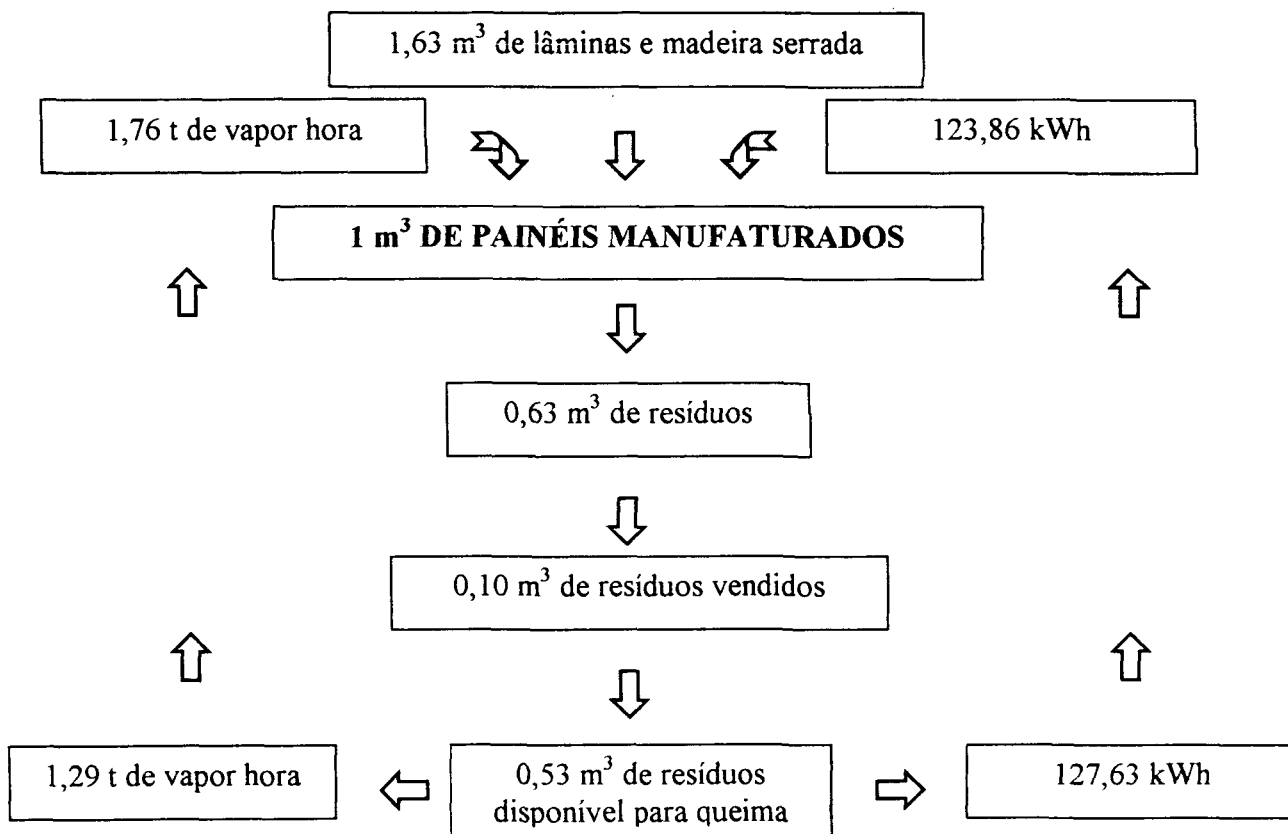 1,63 m³ de lâminas e madeira serrada
1,76 t de vapor hora
123,86 kWh
1 m³ DE PAINÉIS MANUFATURADOS
0,63 m³ de resíduos
0,10 m³ de resíduos vendidos
1,29 t de vapor hora
0,53 m³ de resíduos
disponível para queima
127,63 kWh